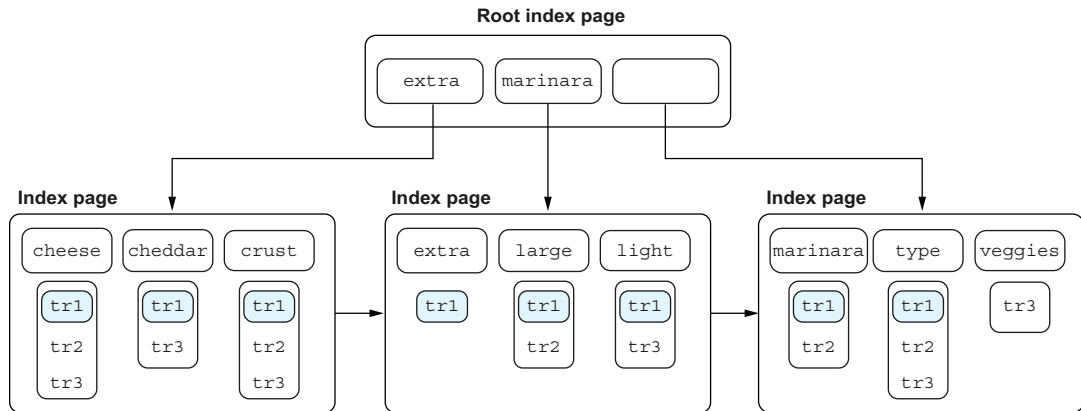 Root index page
extra marinara
Index page Index page Index page
cheese cheddar crust extra large light marinara type veggies
tr1 tr1 tr1 tr1 tr1 tr1 tr1 tr1 tr3
tr2 tr3 tr2 tr2 tr3 tr2 tr2
tr3 tr3 tr3